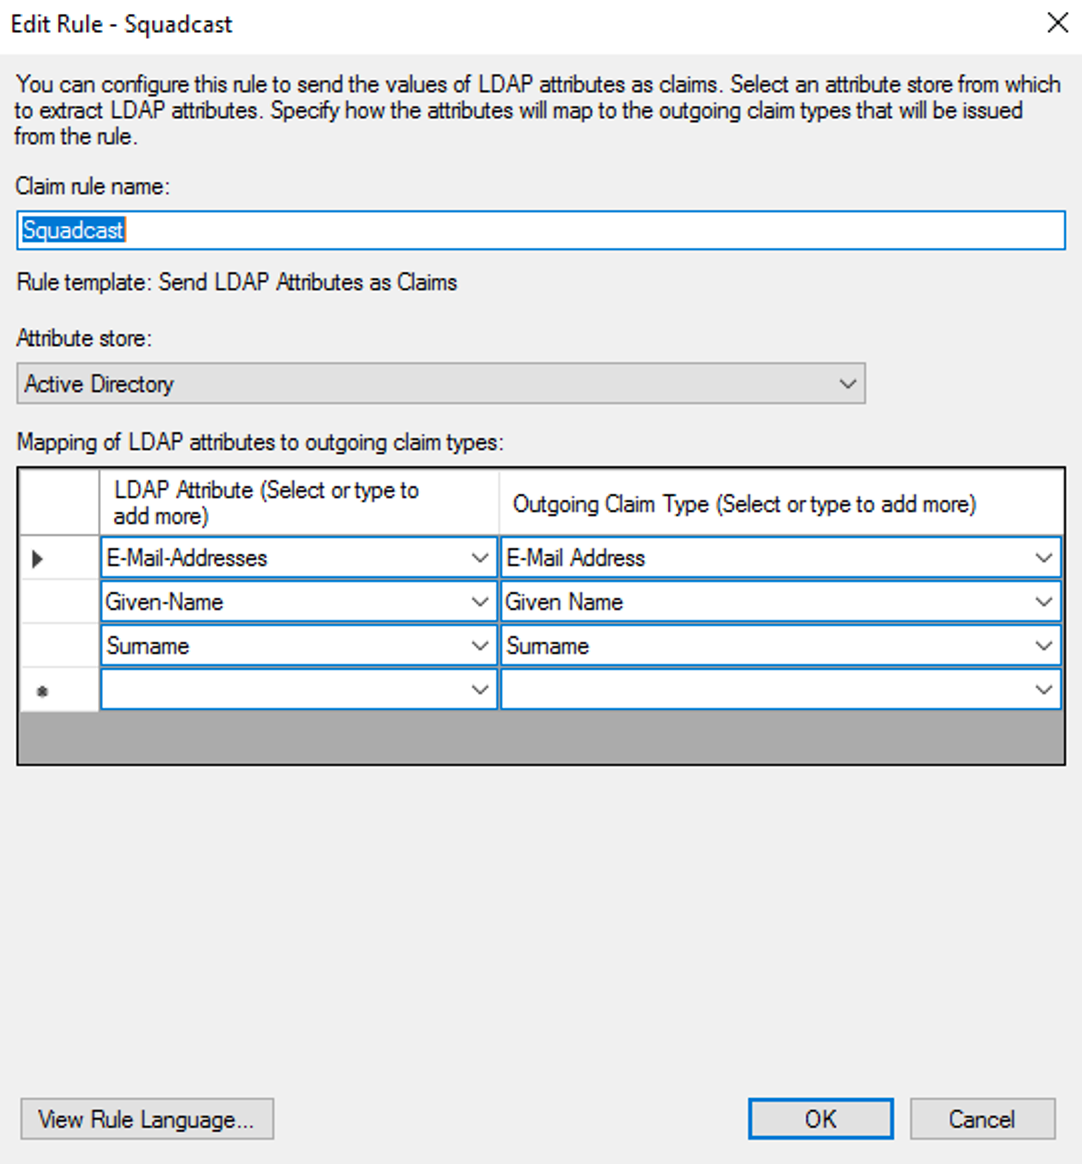 Edit Rule - Squadcast
You can configure this rule to send the values of LDAP attributes as claims. Select an attribute store from which
to extract LDAP attributes. Specify how the attributes will map to the outgoing claim types that will be issued
from the rule.
Claim rule name:
Squadcast
Rule template: Send LDAP Attributes as Claims
Attribute store:
Active Directory
Mapping of LDAP attributes to outgoing claim types:
LDAP Attribute (Select or type to
add more)
Outgoing Claim Type (Select or type to add more)
E-Mail-Addresses
E-Mail Address
Given-Name
Given Name
Surname
Surname
View Rule Language...
OK
Cancel